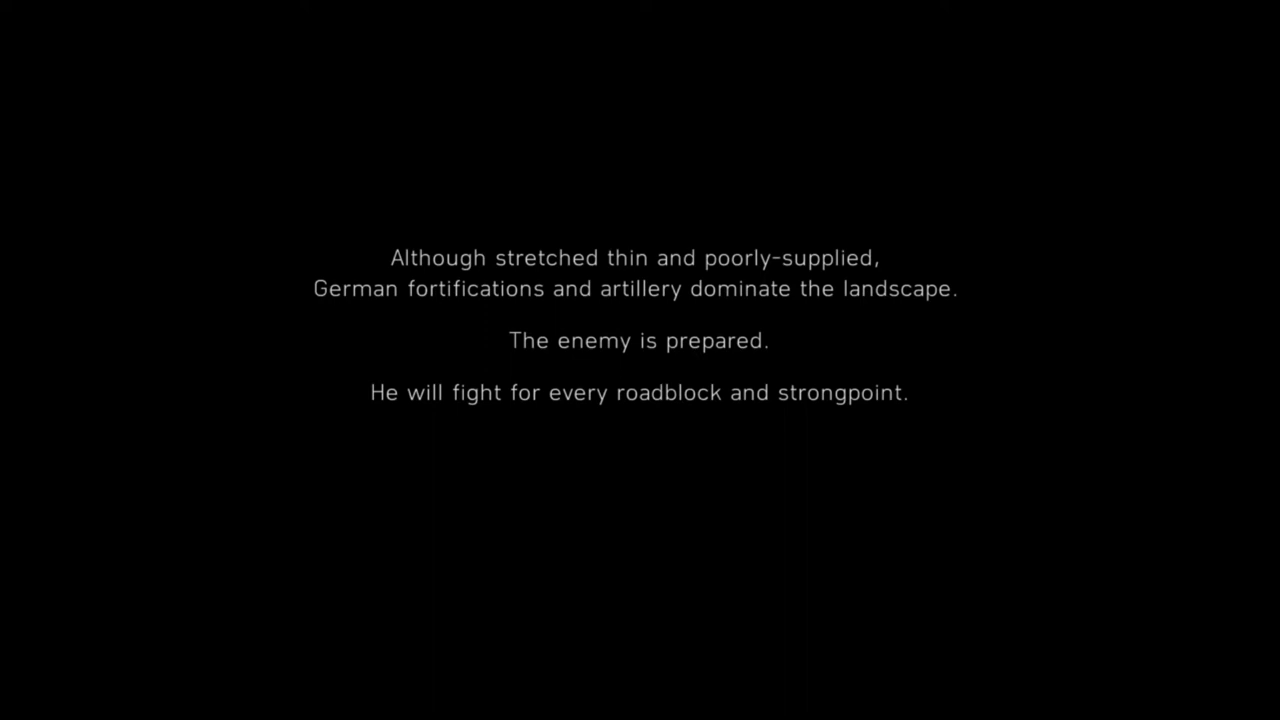 Although stretched thin and poorly-supplied,
German fortifications and artillery dominate the landscape.
The enemy is prepared.
He will fight for every roadblock and strongpoint.